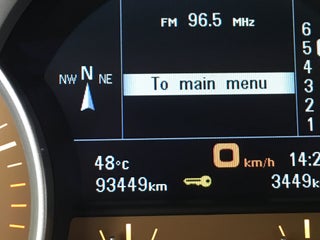 FM 96.5 MHz
NW N NE
To main menu
6
5
4
3
2
1
48°C
0 km/h
14:2
93449km
3449k